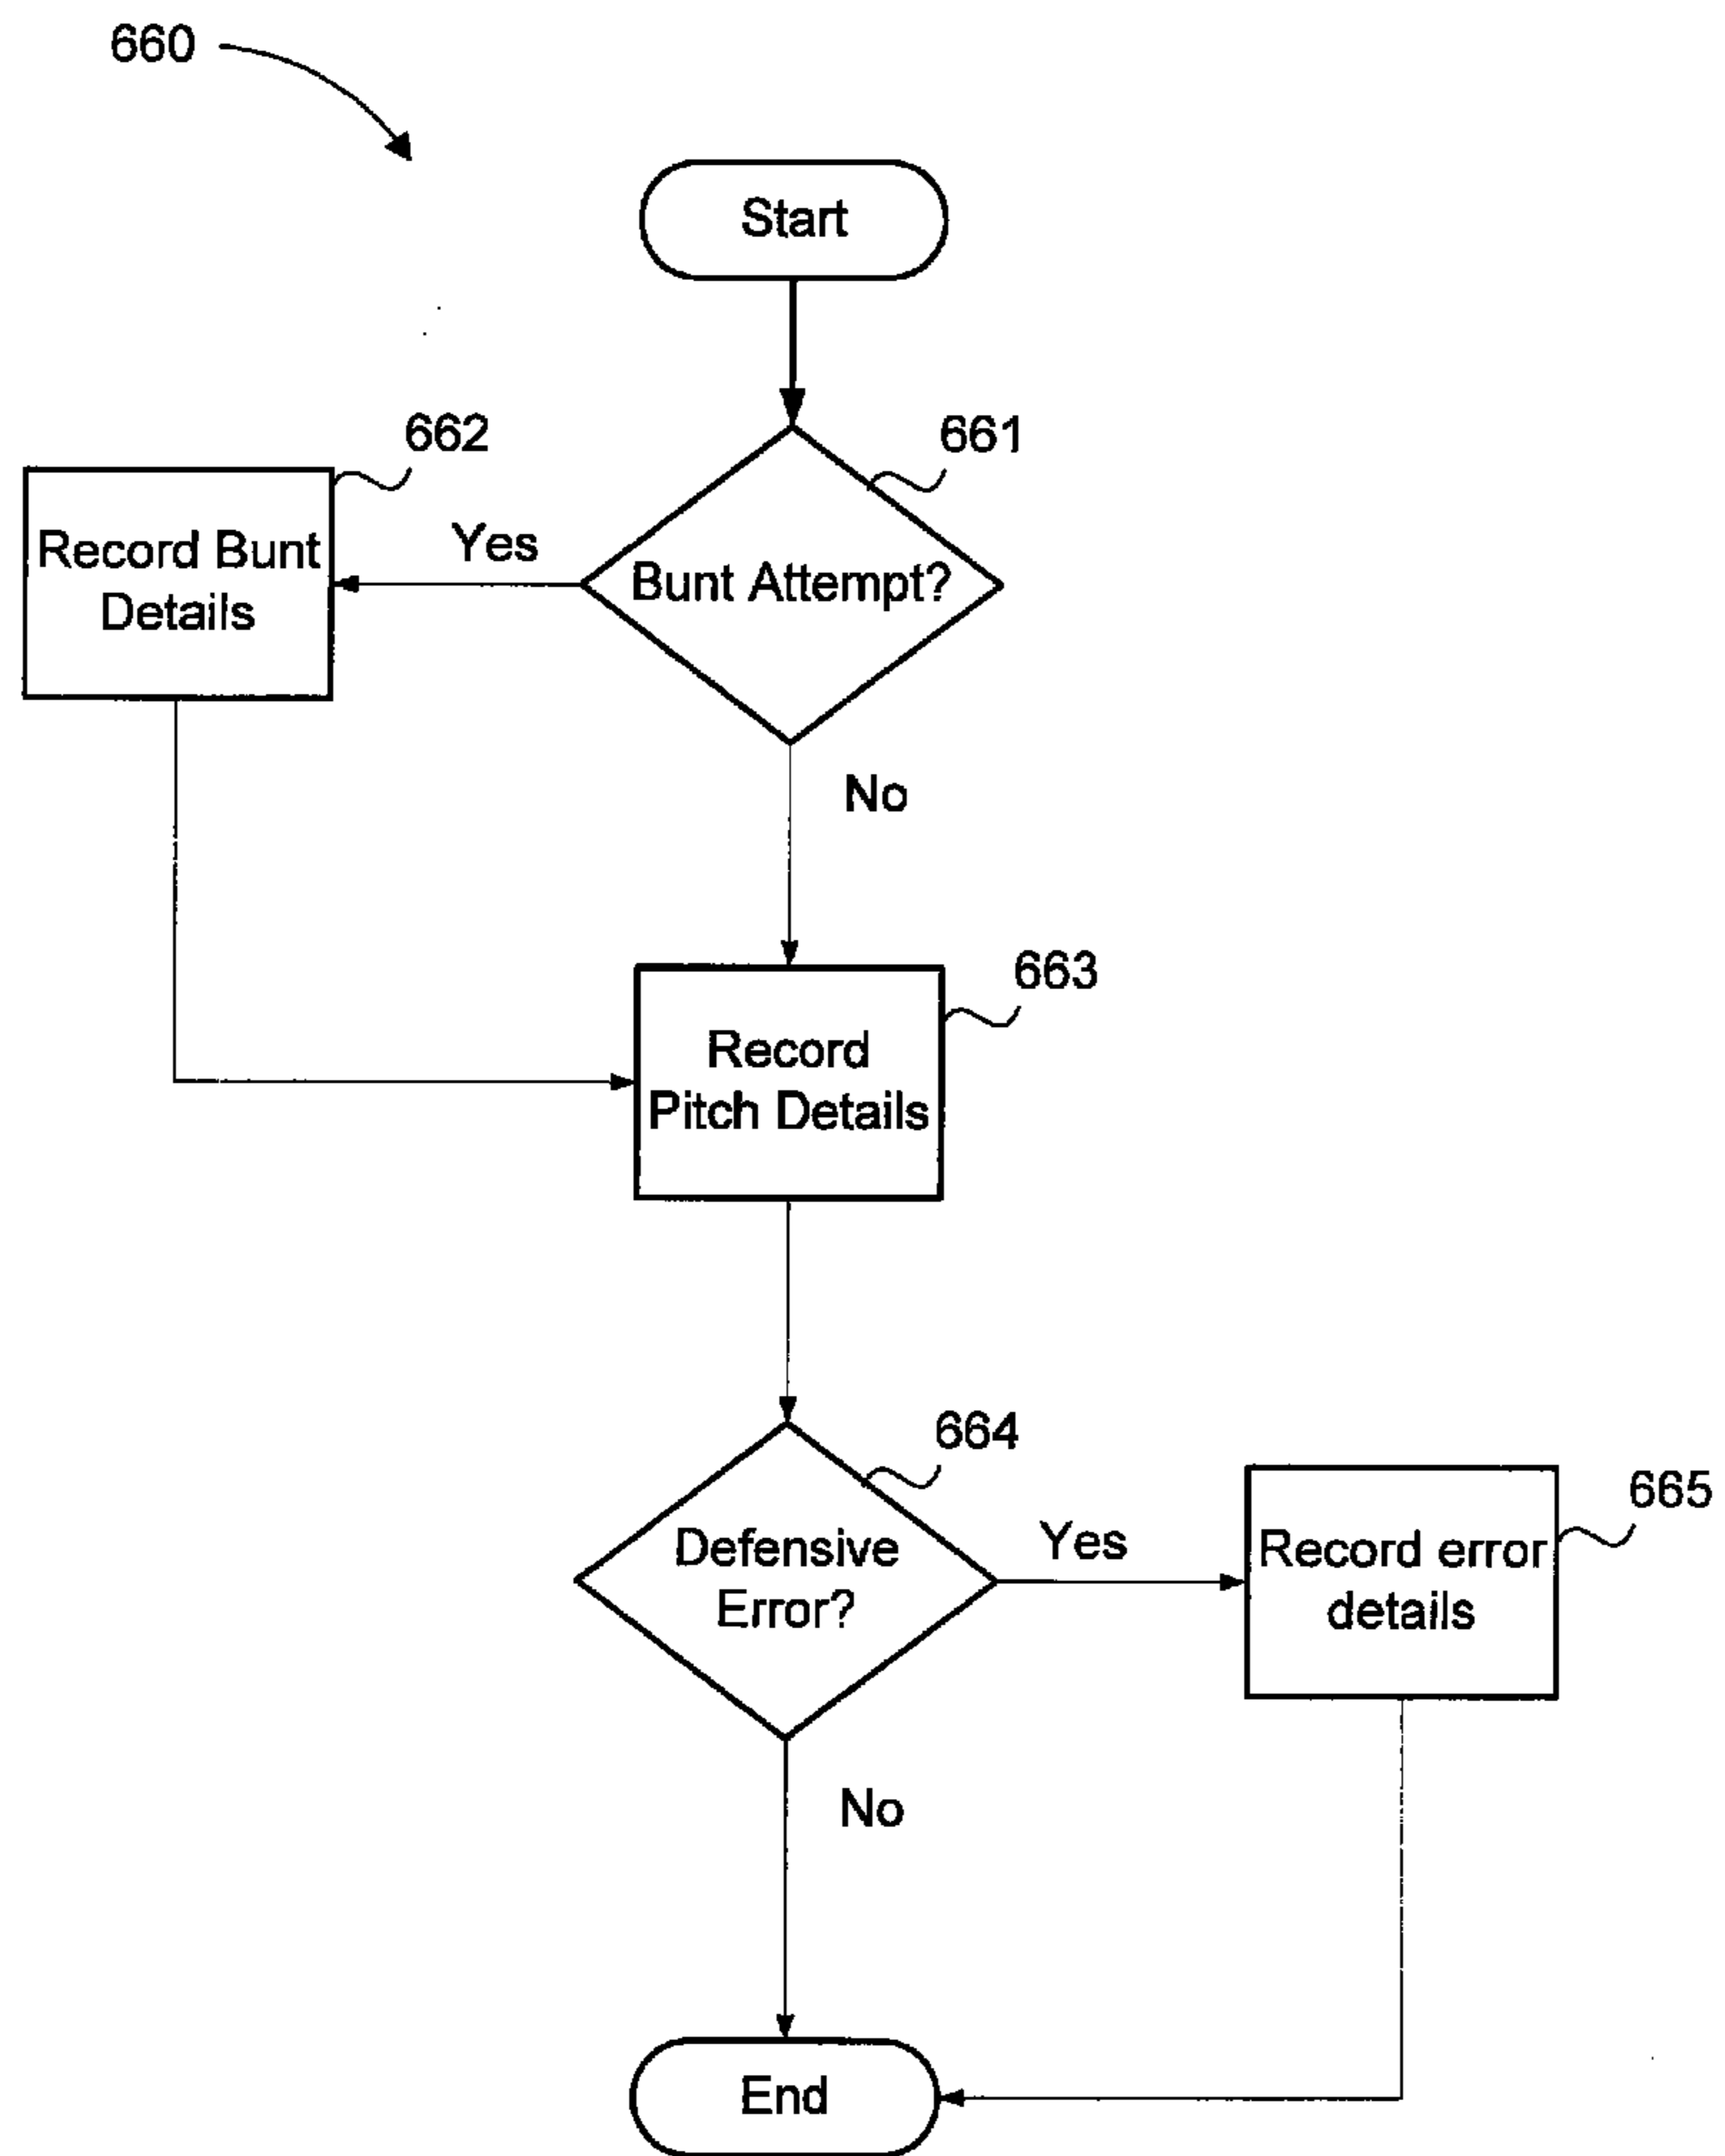 660
Start
662
661
Record Bunt
Details
Yes
Bunt Attempt?
No
663
Record
Pitch Details
664
665
Defensive
Error?
Yes
Record error
details
No
End